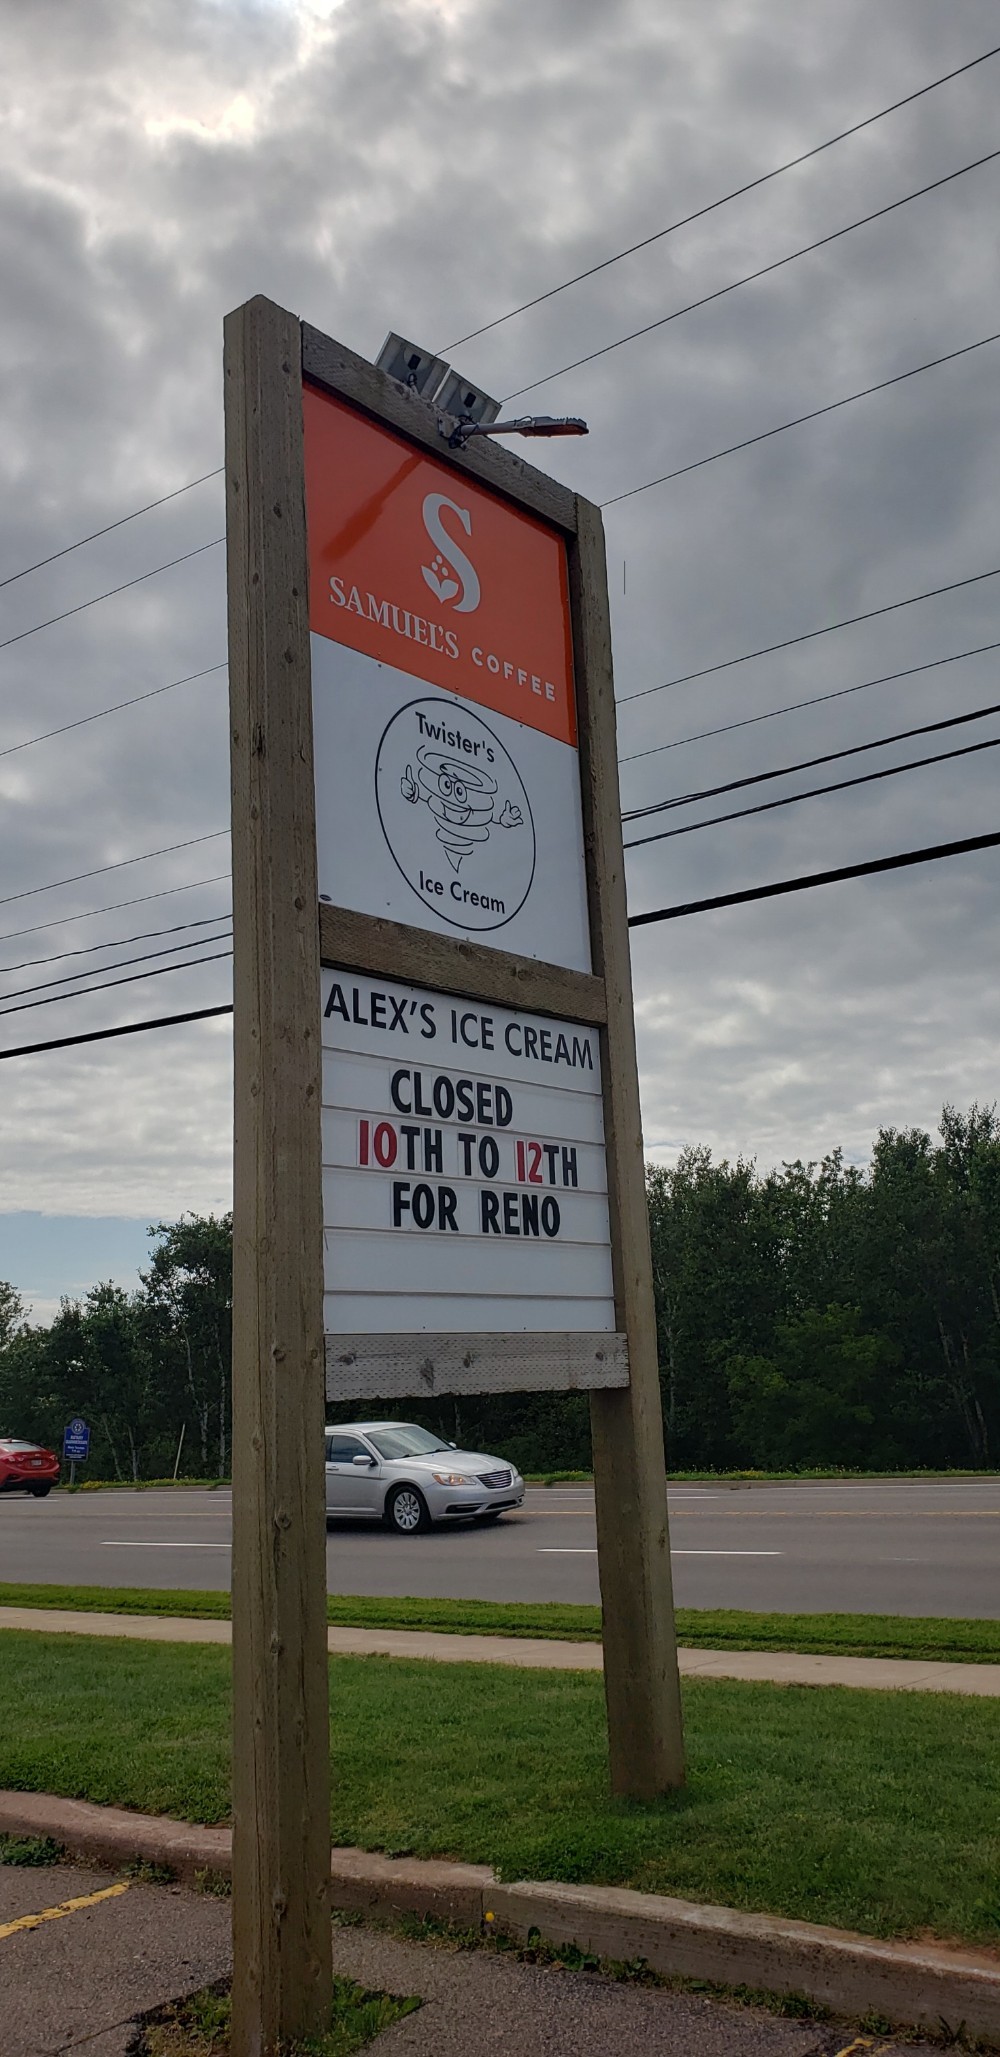 S
SAMUEL'S COFFEE
Twister's
Ice Cream
ALEX'S ICE CREAM
CLOSED
10TH TO 12TH
FOR RENO